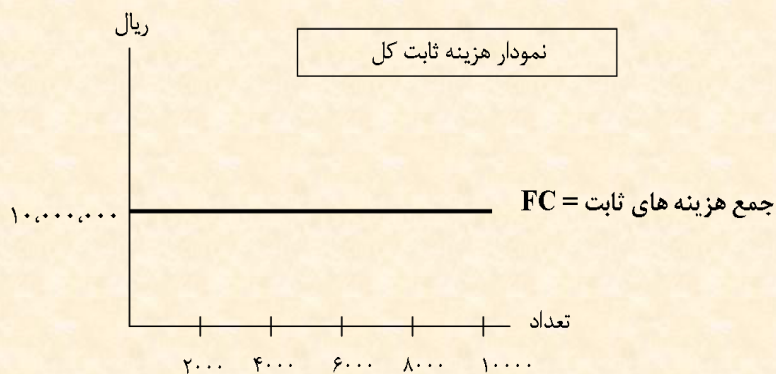 ریال
نمودار هزینه ثابت کل
۱۰،۰۰۰،۰۰۰
جمع هزینه های ثابت = FC
تعداد
۲۰۰۰ ۴۰۰۰ ۶۰۰۰ ۸۰۰۰ ۱۰۰۰۰